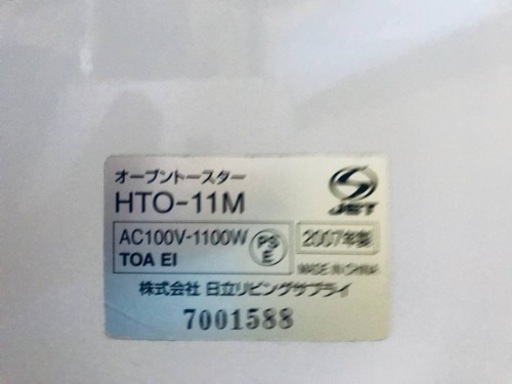 オーブントースター
HTO-11M
JET
AC100V-1100W
PS
E
2007年製
TOA EI
MADE IN CHINA
株式会社 日立リビングサプライ
7001588